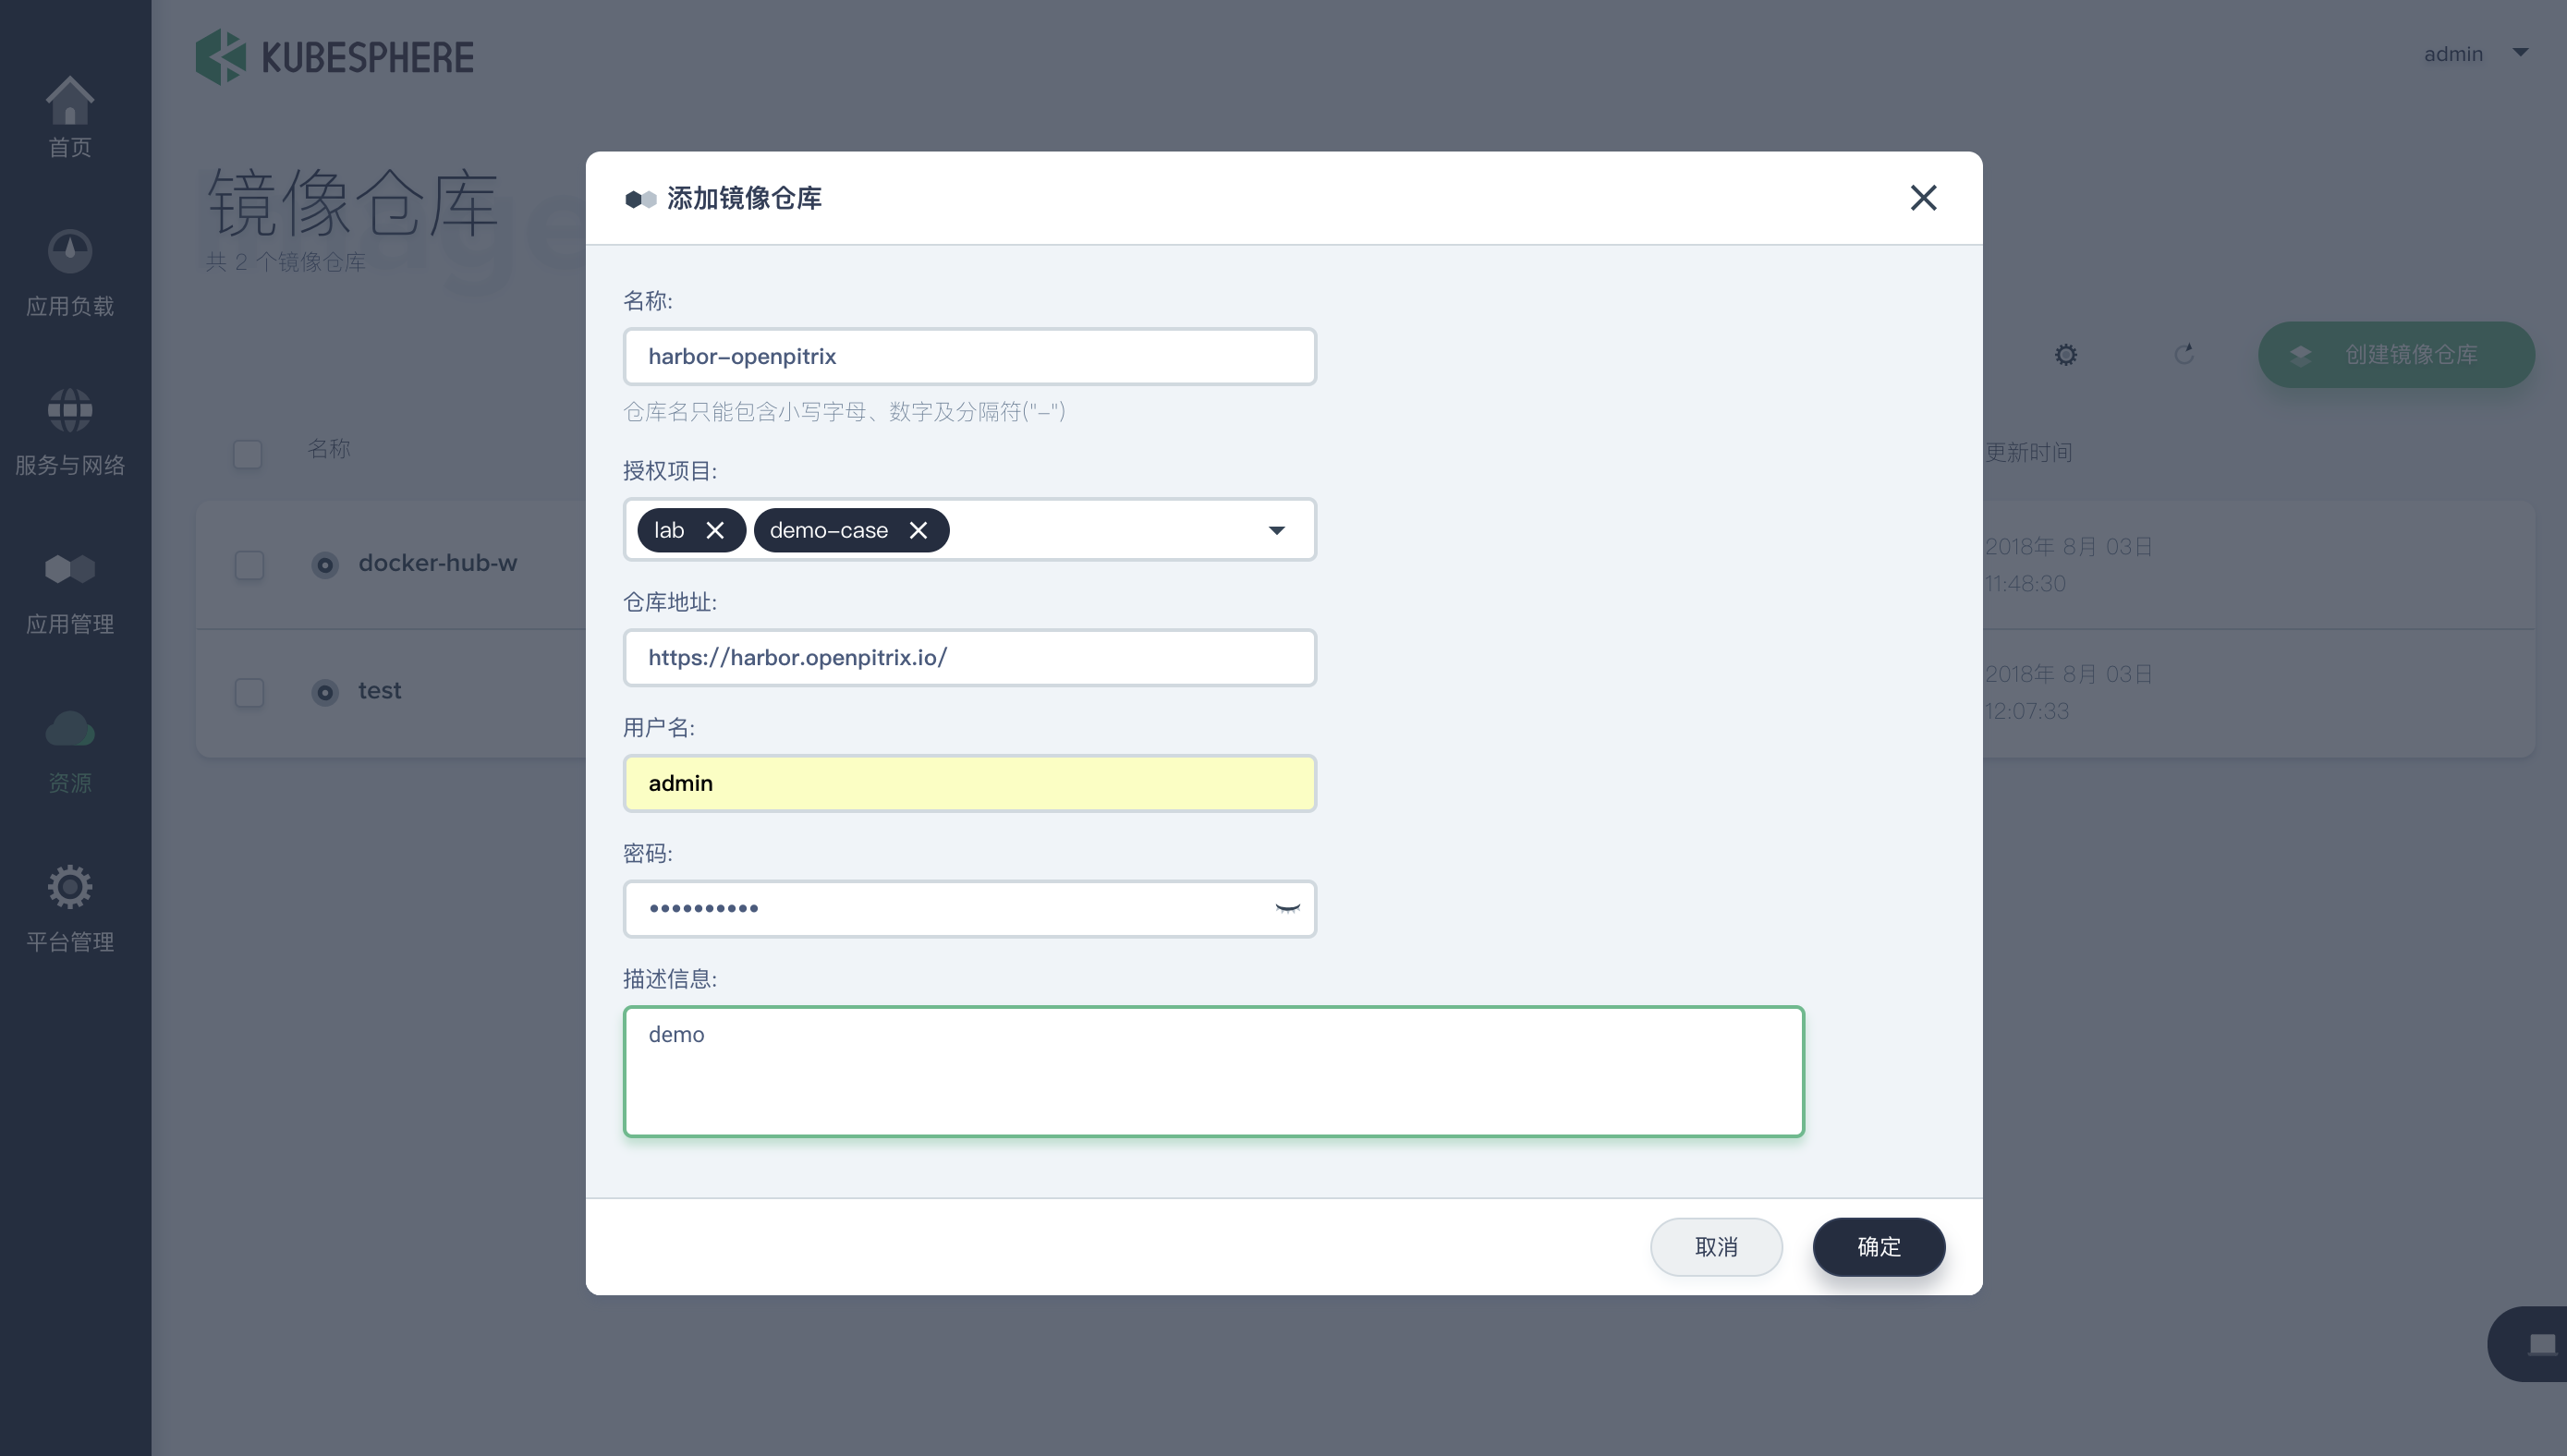 KUBESPHERE
admin
首页
应用负载
服务与网络
应用管理
资源
平台管理
镜像仓库
共 2 个镜像仓库
创建镜像仓库
名称
更新时间
docker-hub-w
2018年 8月 03日
11:48:30
test
2018年 8月 03日
12:07:33
添加镜像仓库
名称:
harbor-openpitrix
仓库名只能包含小写字母、数字及分隔符("-")
授权项目:
lab demo-case
仓库地址:
https://harbor.openpitrix.io/
用户名:
admin
密码:
••••••••••
描述信息:
demo
取消 确定